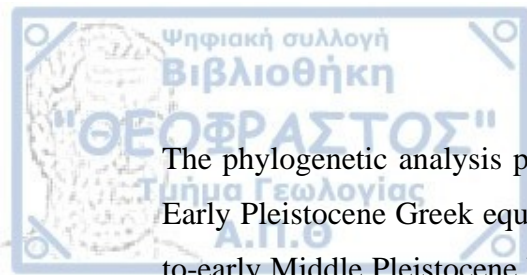 Ψηφιακή συλλογή
Βιβλιοθήκη
"ΘΕΟΦΡΑΣΤΟΣ"
The phylogenetic analysis p
Τμήμα Γεωλογίας
Early Pleistocene Greek equ
Α.Π.Θ
to-early Middle Pleistocene